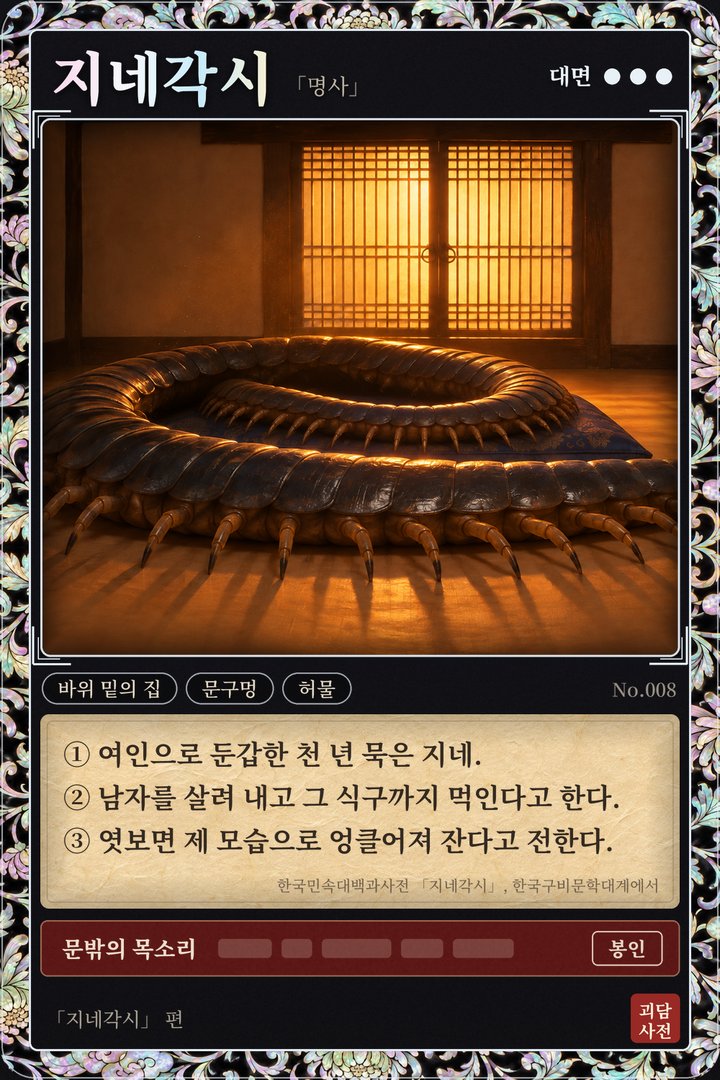 지네각시 「명사」
대면 ●●●
바위 밑의 집 문구멍 허물
No.008
① 여인으로 둔갑한 천 년 묵은 지네.
② 남자를 살려 내고 그 식구까지 먹인다고 한다.
③ 엿보면 제 모습으로 엉클어져 잔다고 전한다.
한국민속대백과사전 「지네각시」, 한국구비문학대계에서
문밖의 목소리
봉인
「지네각시」 편
괴담
사전